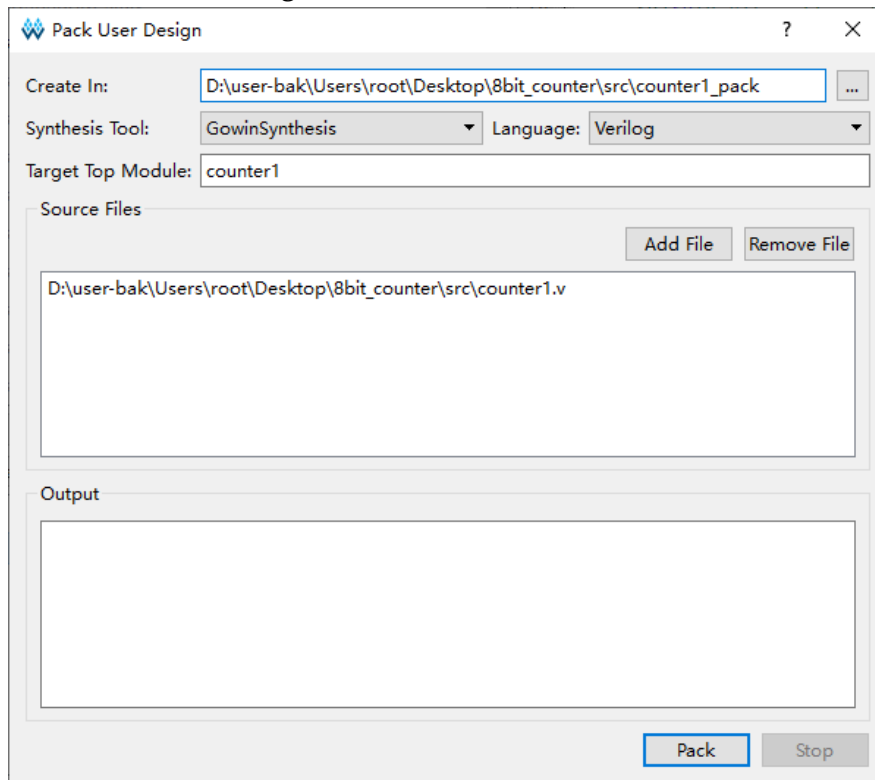 Pack User Design ?
Create In: D:\user-bak\Users\root\Desktop\8bit_counter\src\counter1_pack ...
Synthesis Tool: GowinSynthesis Language: Verilog
Target Top Module: counter1
Source Files
Add File Remove File
D:\user-bak\Users\root\Desktop\8bit_counter\src\counter1.v
Output
Pack Stop